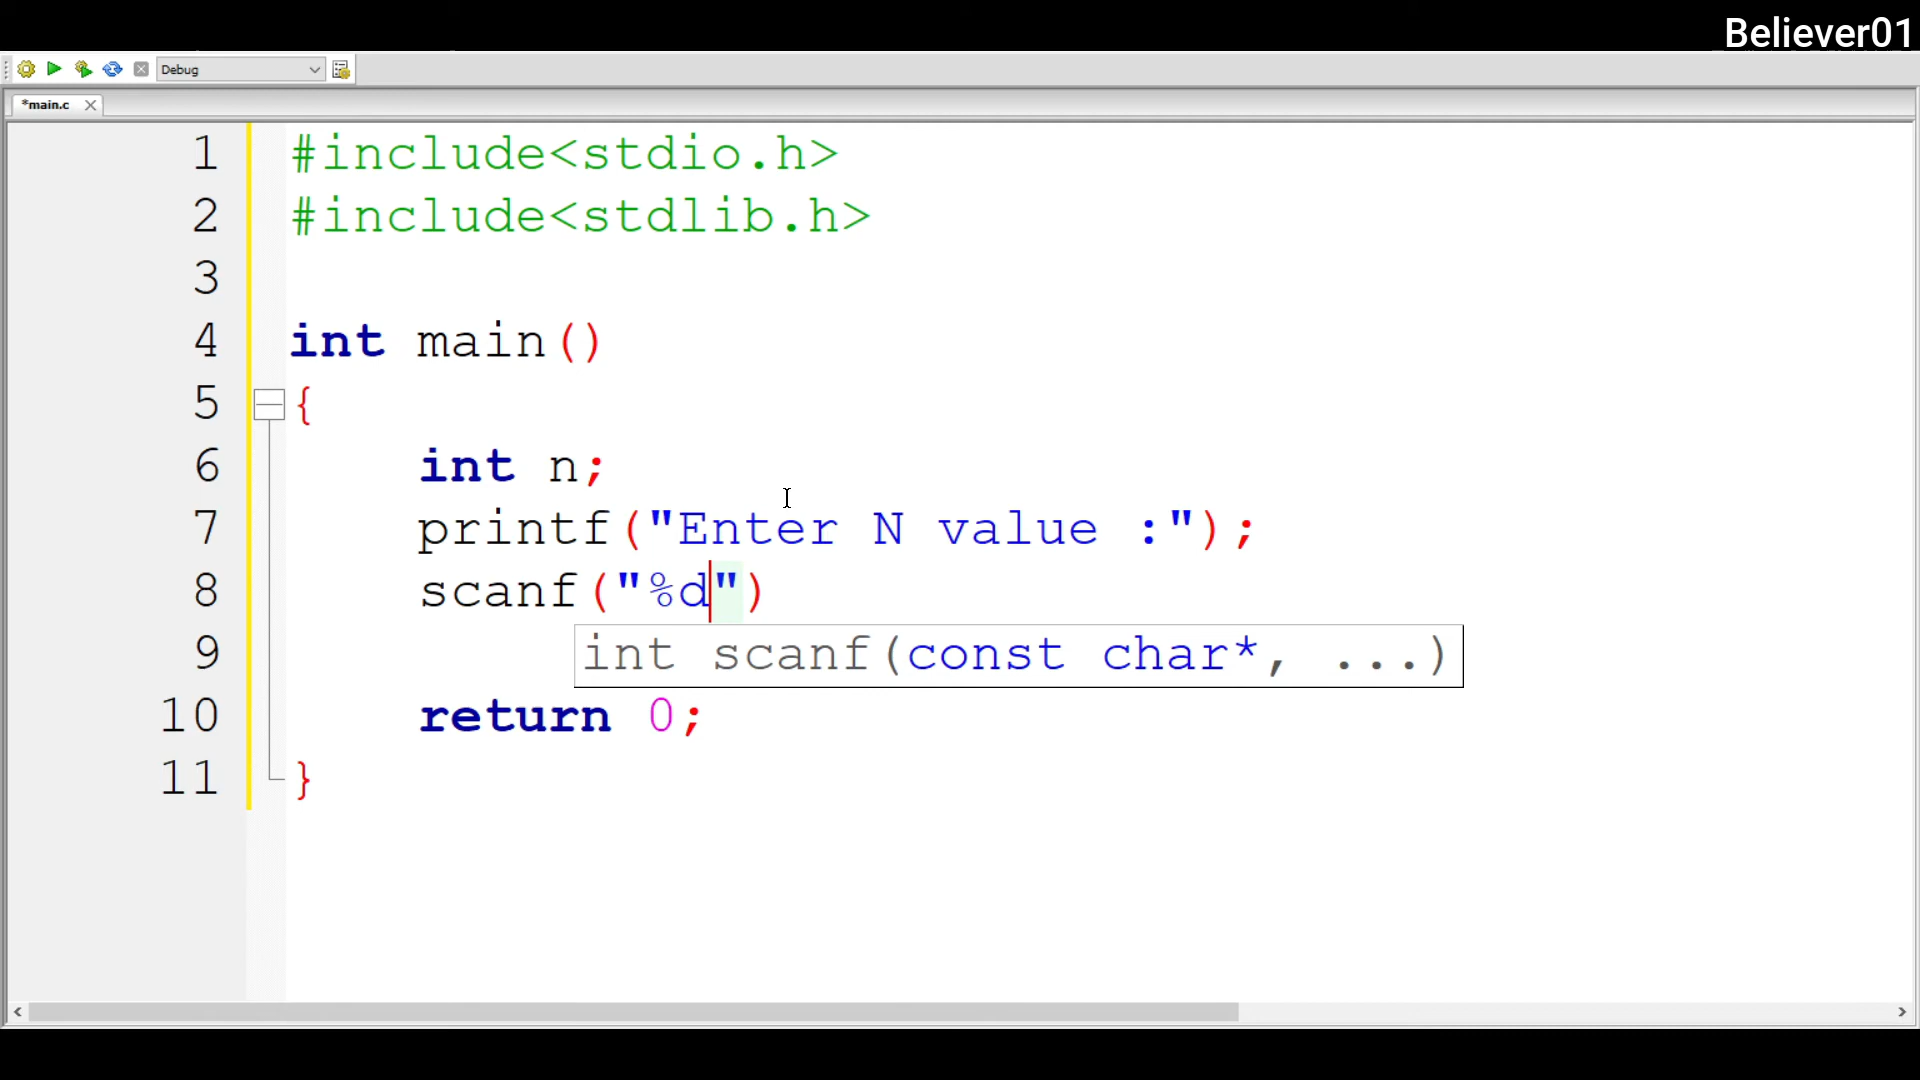 Believer01
Debug
*main.c
1 #include<stdio.h>
2 #include<stdlib.h>
3
4 int main()
5 {
6 int n;
7 printf("Enter N value :");
8 scanf("%d")
9 int scanf(const char*, ...)
10 return 0;
11 }